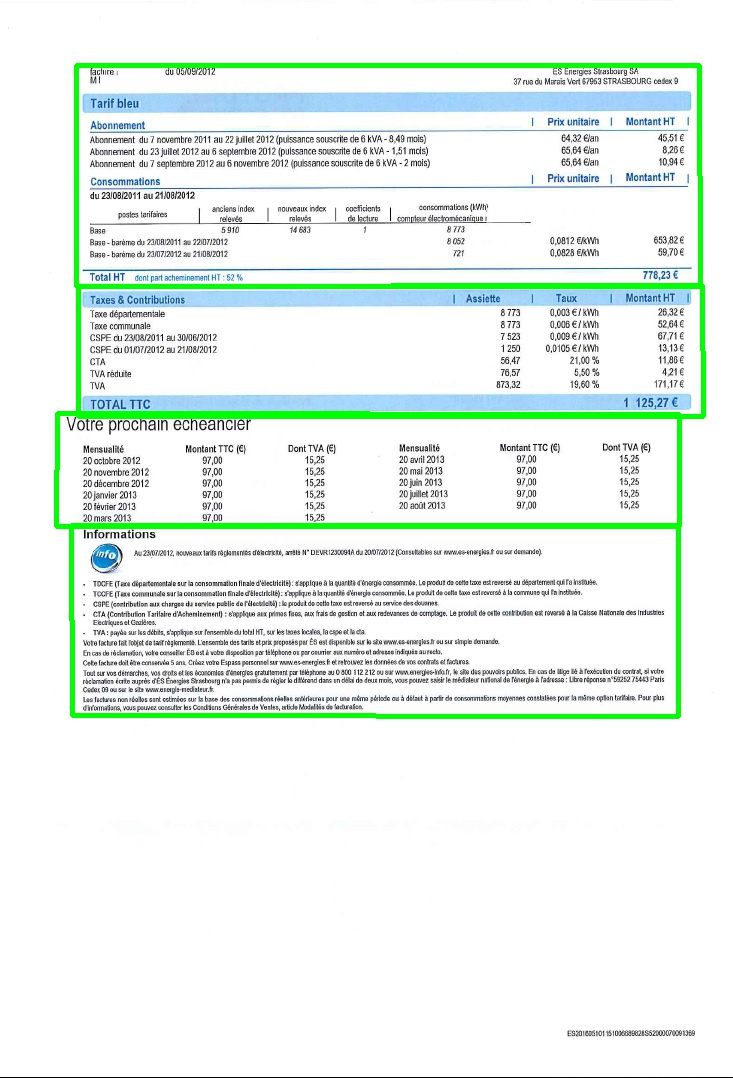 facture : du 05/09/2012 ES Energies Strasbourg SA
M I 37 rue du Marais Vert 67953 STRASBOURG cedex 9
Tarif bleu
Abonnement | Prix unitaire | Montant HT |
Abonnement du 7 novembre 2011 au 22 juillet 2012 (puissance souscrite de 6 kVA - 8,49 mois) 64,32 €/an 45,51 €
Abonnement du 23 juillet 2012 au 6 septembre 2012 (puissance souscrite de 6 kVA - 1,51 mois) 65,64 €/an 8,26 €
Abonnement du 7 septembre 2012 au 6 novembre 2012 (puissance souscrite de 6 kVA - 2 mois) 65,64 €/an 10,94 €
Consommations | Prix unitaire | Montant HT |
du 23/08/2011 au 21/08/2012
postes tarifaires | anciens index relevés | nouveaux index relevés | coefficients de lecture | consommations (kWh) compteur électromécanique
Base 5 910 14 683 1 8 773
Base - barème du 23/08/2011 au 22/07/2012 8 052 0,0812 €/kWh 653,82 €
Base - barème du 23/07/2012 au 21/08/2012 721 0,0828 €/kWh 59,70 €
Total HT dont part acheminement HT : 52 % 778,23 €
Taxes & Contributions | Assiette | Taux | Montant HT |
Taxe départementale 8 773 0,003 € / kWh 26,32 €
Taxe communale 8 773 0,006 € / kWh 52,64 €
CSPE du 23/08/2011 au 30/06/2012 7 523 0,009 € / kWh 67,71 €
CSPE du 01/07/2012 au 21/08/2012 1 250 0,0105 € / kWh 13,13 €
CTA 56,47 21,00 % 11,86 €
TVA réduite 76,57 5,50 % 4,21 €
TVA 873,32 19,60 % 171,17 €
TOTAL TTC 1 125,27 €
Votre prochain échéancier
Mensualité Montant TTC (€) Dont TVA (€) Mensualité Montant TTC (€) Dont TVA (€)
20 octobre 2012 97,00 15,25 20 avril 2013 97,00 15,25
20 novembre 2012 97,00 15,25 20 mai 2013 97,00 15,25
20 décembre 2012 97,00 15,25 20 juin 2013 97,00 15,25
20 janvier 2013 97,00 15,25 20 juillet 2013 97,00 15,25
20 février 2013 97,00 15,25 20 août 2013 97,00 15,25
20 mars 2013 97,00 15,25
Informations
info Au 23/07/2012, nouveaux tarifs réglementés d'électricité, arrêté N° DEVR1230094A du 20/07/2012 (Consultables sur www.es-energies.fr ou sur demande).
- TDCFE (Taxe départementale sur la consommation finale d'électricité) : s'applique à la quantité d'énergie consommée. Le produit de cette taxe est reversé au département qui l'a instituée.
- TCCFE (Taxe communale sur la consommation finale d'électricité) : s'applique à la quantité d'énergie consommée. Le produit de cette taxe est reversé à la commune qui l'a instituée.
- CSPE (contribution aux charges du service public de l'électricité) : le produit de cette taxe est reversé au service des douanes.
- CTA (Contribution Tarifaire d'Acheminement) : s'applique aux primes fixes, aux frais de gestion et aux redevances de comptage. Le produit de cette contribution est reversé à la Caisse Nationale des Industries
Electriques et Gazières.
- TVA : payée sur les débits, s'applique sur l'ensemble du total HT, sur les taxes locales, la cspe et la cta.
Votre facture fait l'objet de tarif réglementé. L'ensemble des tarifs et prix proposés par ÉS est disponible sur le site www.es-energies.fr ou sur simple demande.
En cas de réclamation, votre conseiller ÉS est à votre disposition par téléphone ou par courrier aux numéro et adresse indiqués au recto.
Cette facture doit être conservée 5 ans. Créez votre Espace personnel sur www.es-energies.fr et retrouvez les données de vos contrats et factures.
Tout sur vos démarches, vos droits et les économies d'énergies gratuitement par téléphone au 0 800 112 212 ou sur www.energies-info.fr, le site des pouvoirs publics. En cas de litige lié à l'exécution du contrat, si votre
réclamation écrite auprès d'ÉS Énergies Strasbourg n'a pas permis de régler le différend dans un délai de deux mois, vous pouvez saisir le médiateur national de l'énergie à l'adresse : Libre réponse n°59252 75443 Paris
Cedex 09 ou sur le site www.energie-mediateur.fr.
Les factures non réelles sont estimées sur la base des consommations réelles antérieures pour une même période ou à défaut à partir de consommations moyennes constatées pour la même option tarifaire. Pour plus
d'informations, vous pouvez consulter les Conditions Générales de Ventes, article Modalités de facturation.